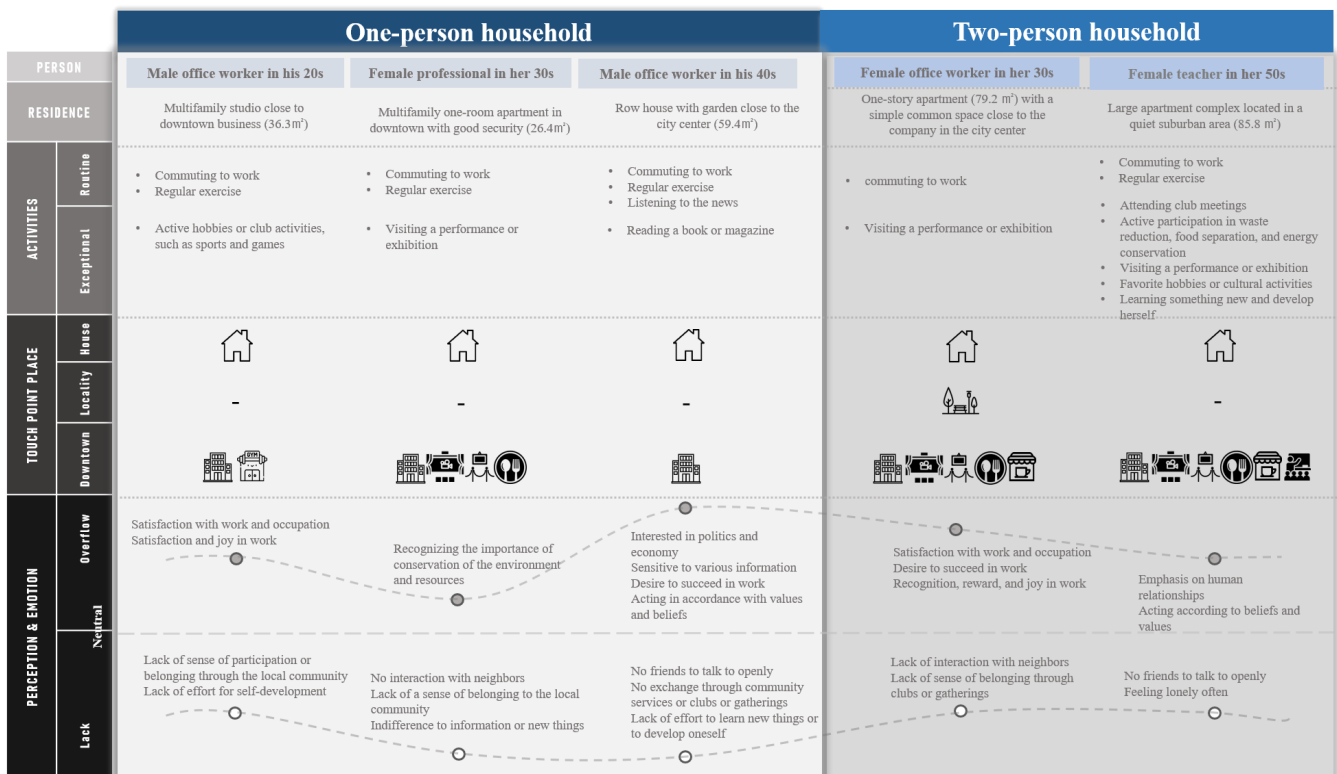 One-person household
Two-person household
PERSON
Male office worker in his 20s
Female professional in her 30s
Male office worker in his 40s
Female office worker in her 30s
Female teacher in her 50s
RESIDENCE
Multifamily studio close to
downtown business (36.3㎡)
Multifamily one-room apartment in
downtown with good security (26.4㎡)
Row house with garden close to the
city center (59.4㎡)
One-story apartment (79.2 ㎡) with a
simple common space close to the
company in the city center
Large apartment complex located in a
quiet suburban area (85.8 ㎡)
ACTIVITIES
Routine
• Commuting to work
• Regular exercise
• Commuting to work
• Regular exercise
• Commuting to work
• Regular exercise
• Listening to the news
• commuting to work
• Commuting to work
• Regular exercise
Exceptional
• Active hobbies or club activities,
such as sports and games
• Visiting a performance or
exhibition
• Reading a book or magazine
• Visiting a performance or exhibition
• Attending club meetings
• Active participation in waste
reduction, food separation, and energy
conservation
• Visiting a performance or exhibition
• Favorite hobbies or cultural activities
• Learning something new and develop
herself
TOUCH POINT PLACE
House
Locality
-
-
-
-
Downtown
GYM
PERCEPTION & EMOTION
Overflow
Satisfaction with work and occupation
Satisfaction and joy in work
Recognizing the importance of
conservation of the environment
and resources
Interested in politics and
economy
Sensitive to various information
Desire to succeed in work
Acting in accordance with values
and beliefs
Satisfaction with work and occupation
Desire to succeed in work
Recognition, reward, and joy in work
Emphasis on human
relationships
Acting according to beliefs and
values
Neutral
Lack
Lack of sense of participation or
belonging through the local community
Lack of effort for self-development
No interaction with neighbors
Lack of a sense of belonging to the local
community
Indifference to information or new things
No friends to talk to openly
No exchange through community
services or clubs or gatherings
Lack of effort to learn new things or
to develop oneself
Lack of interaction with neighbors
Lack of sense of belonging through
clubs or gatherings
No friends to talk to openly
Feeling lonely often